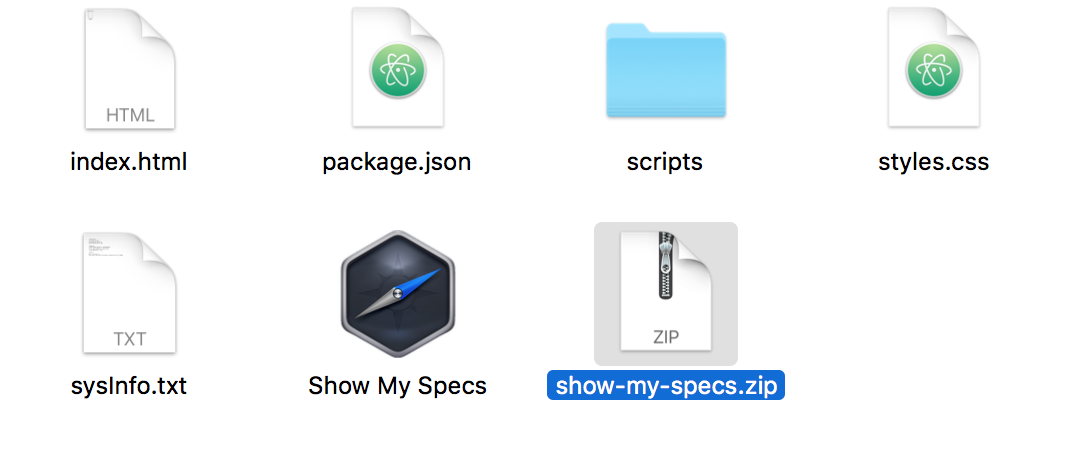 HTML
index.html
package.json
scripts
styles.css
TXT
sysInfo.txt
Show My Specs
ZIP
show-my-specs.zip